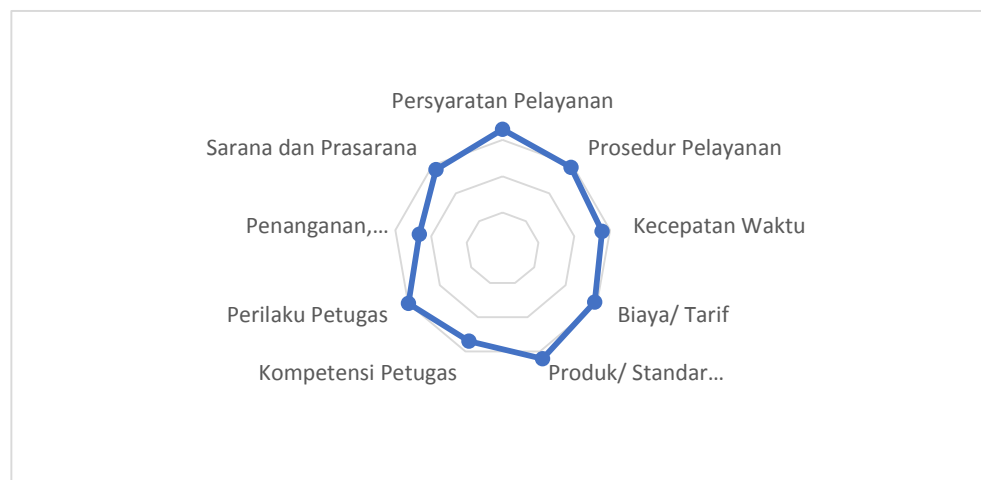 Persyaratan Pelayanan
Prosedur Pelayanan
Kecepatan Waktu
Biaya/ Tarif
Produk/ Standar...
Kompetensi Petugas
Perilaku Petugas
Penanganan,...
Sarana dan Prasarana